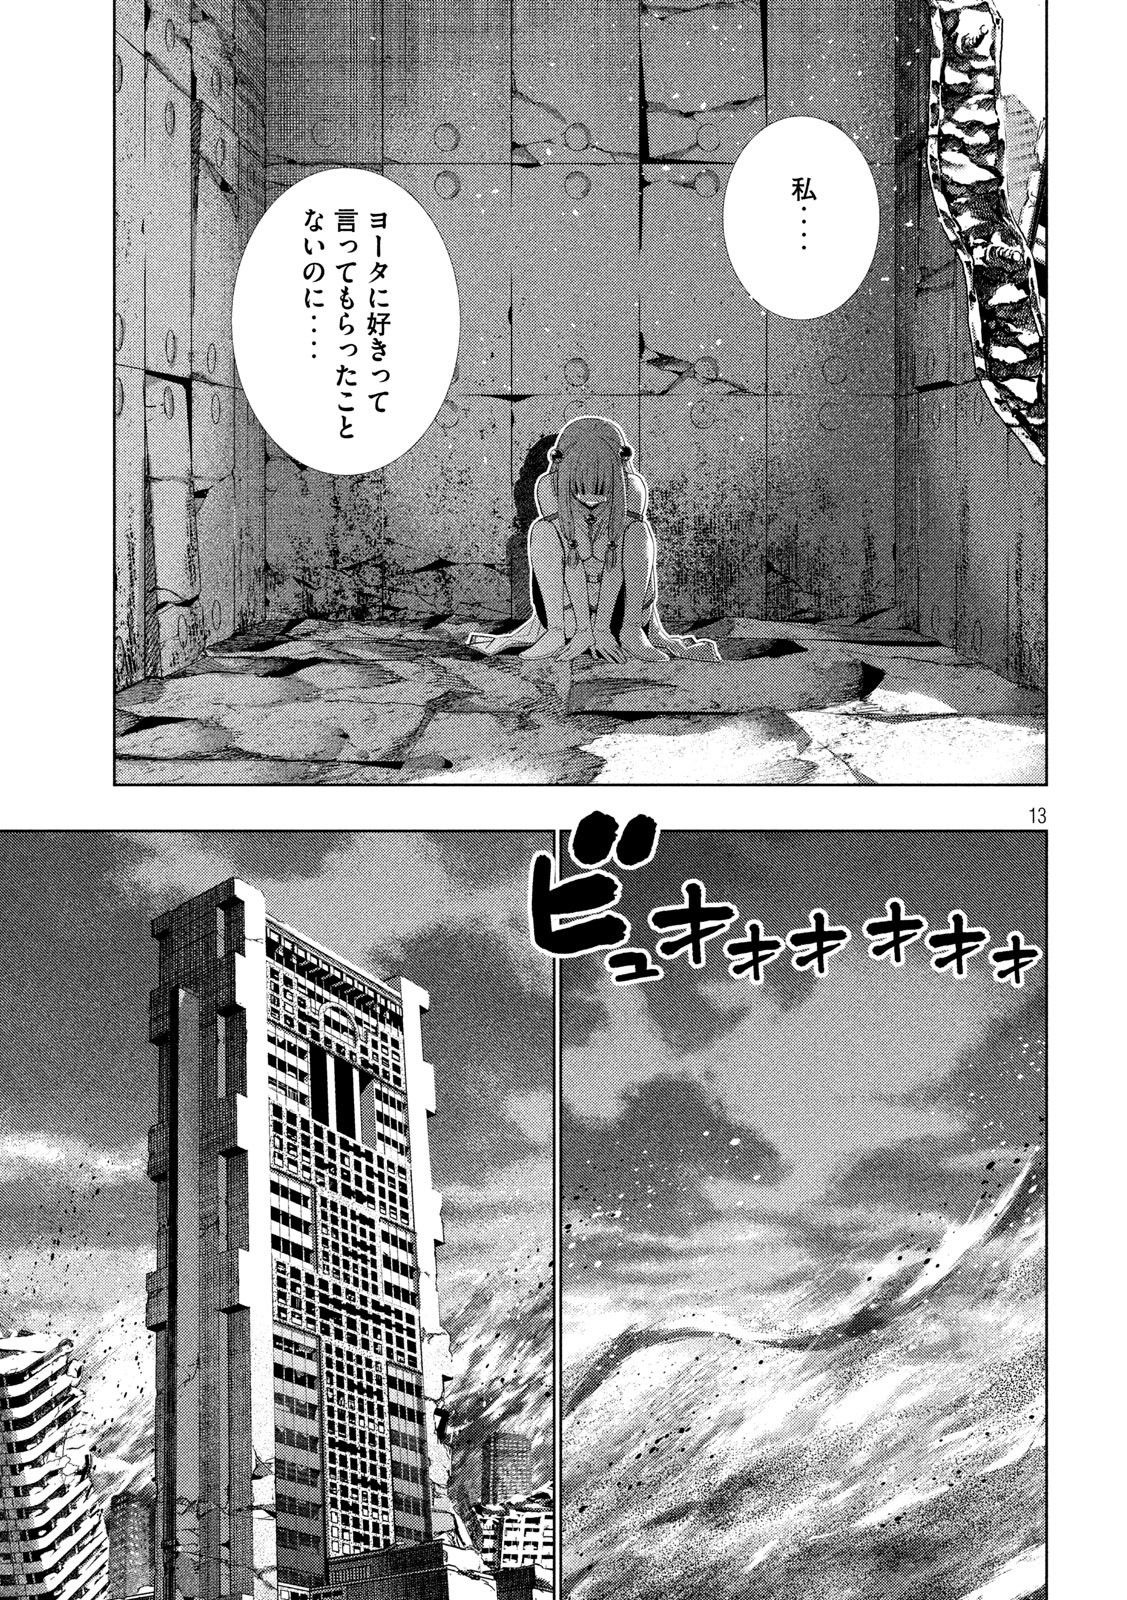 私‥‥
ヨータに好きって
言ってもらったこと
ないのに‥‥
13
ビュオォォォオォォォ